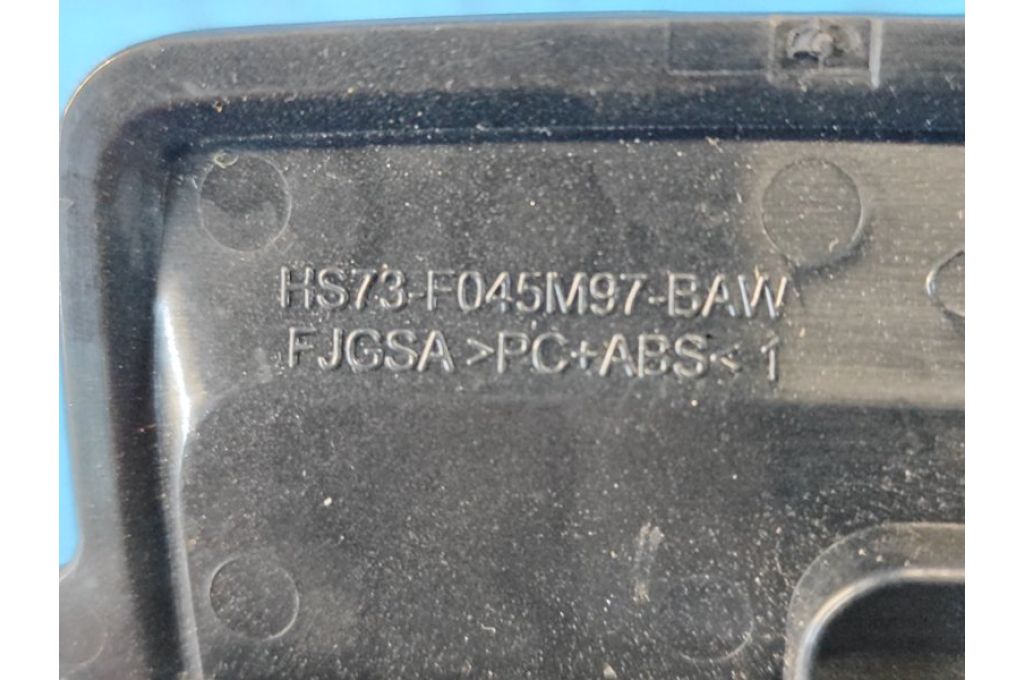 HS73-F045M97-BAW
FJGSA >PC+ABS< 1